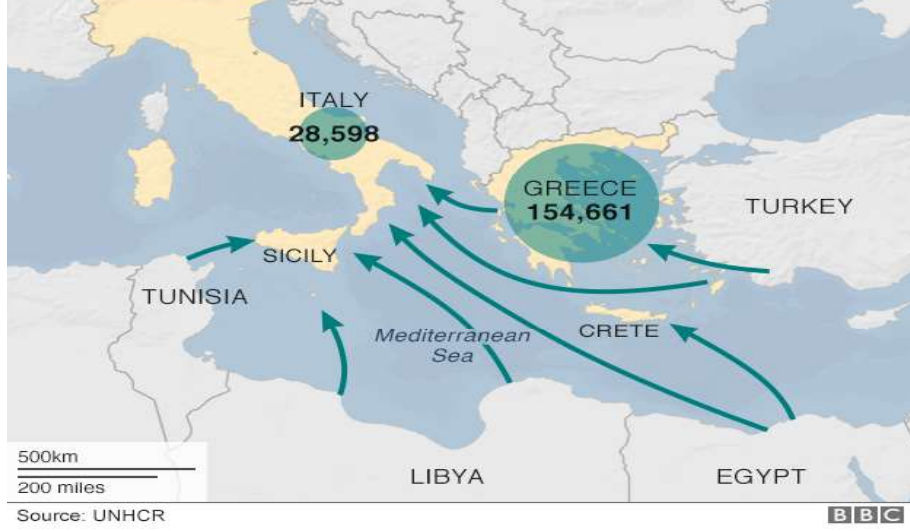 ITALY
28,598
GREECE
154,661
TURKEY
SICILY
TUNISIA
Mediterranean
Sea
CRETE
500km
200 miles
LIBYA
EGYPT
Source: UNHCR
BBC